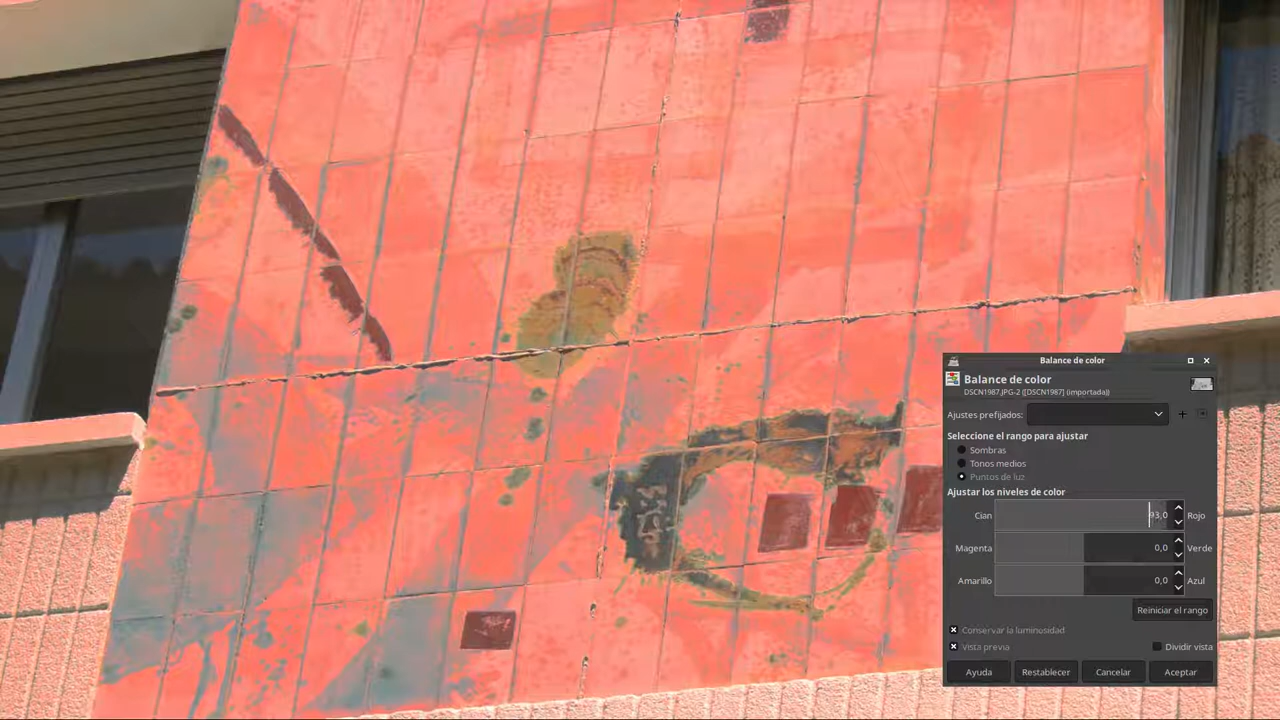 Balance de color
Balance de color
DSCN1987.JPG-2 ([DSCN1987] (importada))
Ajustes prefijados:
Seleccione el rango para ajustar
Sombras
Tonos medios
Puntos de luz
Ajustar los niveles de color
Cian 93,0 Rojo
Magenta 0,0 Verde
Amarillo 0,0 Azul
Reiniciar el rango
Conservar la luminosidad
Vista previa Dividir vista
Ayuda Restablecer Cancelar Aceptar